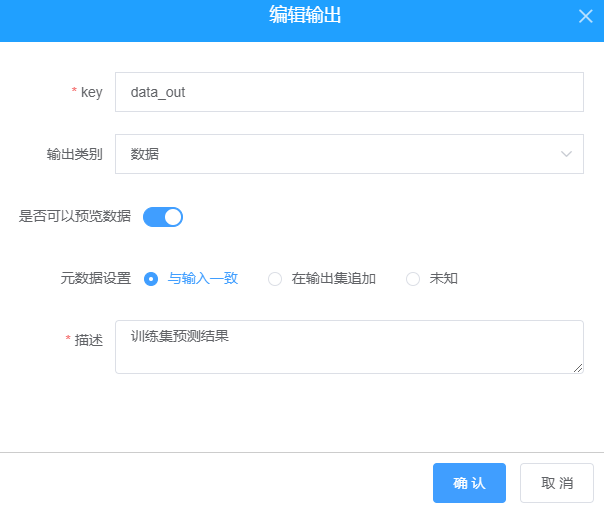 编辑输出
* key data_out
输出类别 数据
是否可以预览数据
元数据设置 与输入一致 在输出集追加 未知
* 描述 训练集预测结果
确认 取消